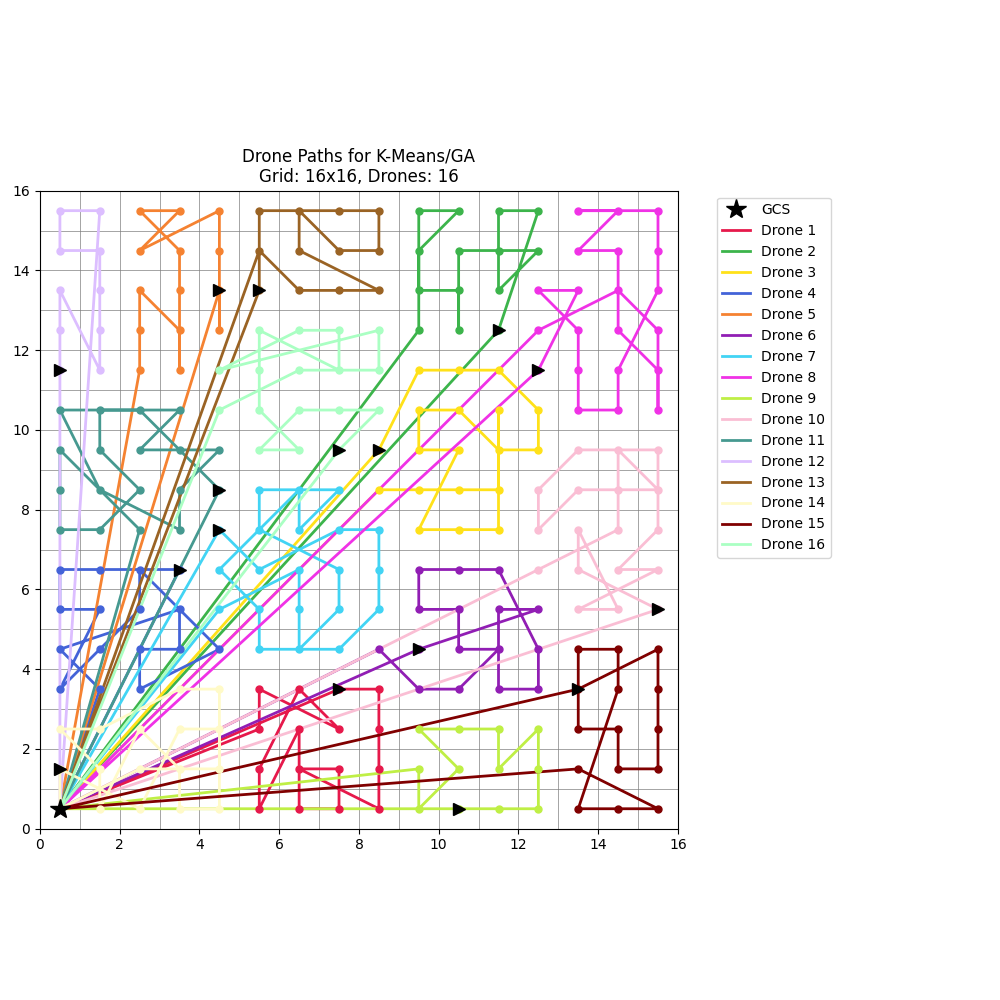 Drone Paths for K-Means/GA
Grid: 16x16, Drones: 16
16
14
12
10
8
6
4
2
0
0 2 4 6 8 10 12 14 16
GCS
Drone 1
Drone 2
Drone 3
Drone 4
Drone 5
Drone 6
Drone 7
Drone 8
Drone 9
Drone 10
Drone 11
Drone 12
Drone 13
Drone 14
Drone 15
Drone 16